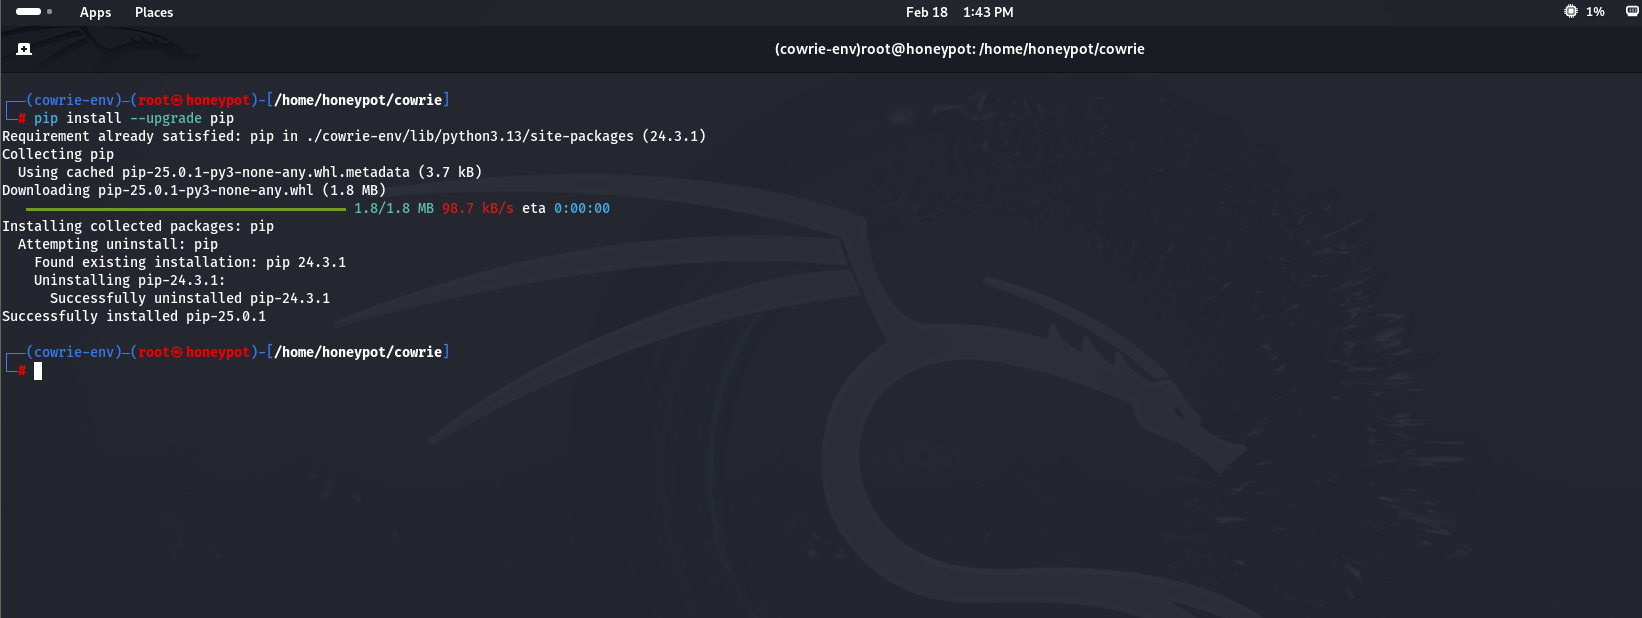 Apps Places Feb 18 1:43 PM 1%
(cowrie-env)root@honeypot: /home/honeypot/cowrie
┌──(cowrie-env)─(root㉿honeypot)-[/home/honeypot/cowrie]
└─# pip install --upgrade pip
Requirement already satisfied: pip in ./cowrie-env/lib/python3.13/site-packages (24.3.1)
Collecting pip
  Using cached pip-25.0.1-py3-none-any.whl.metadata (3.7 kB)
Downloading pip-25.0.1-py3-none-any.whl (1.8 MB)
   ━━━━━━━━━━━━━━━━━━━━━━━━━━━━━━━━━━━━━━━━ 1.8/1.8 MB 98.7 kB/s eta 0:00:00
Installing collected packages: pip
  Attempting uninstall: pip
    Found existing installation: pip 24.3.1
    Uninstalling pip-24.3.1:
      Successfully uninstalled pip-24.3.1
Successfully installed pip-25.0.1
┌──(cowrie-env)─(root㉿honeypot)-[/home/honeypot/cowrie]
└─#